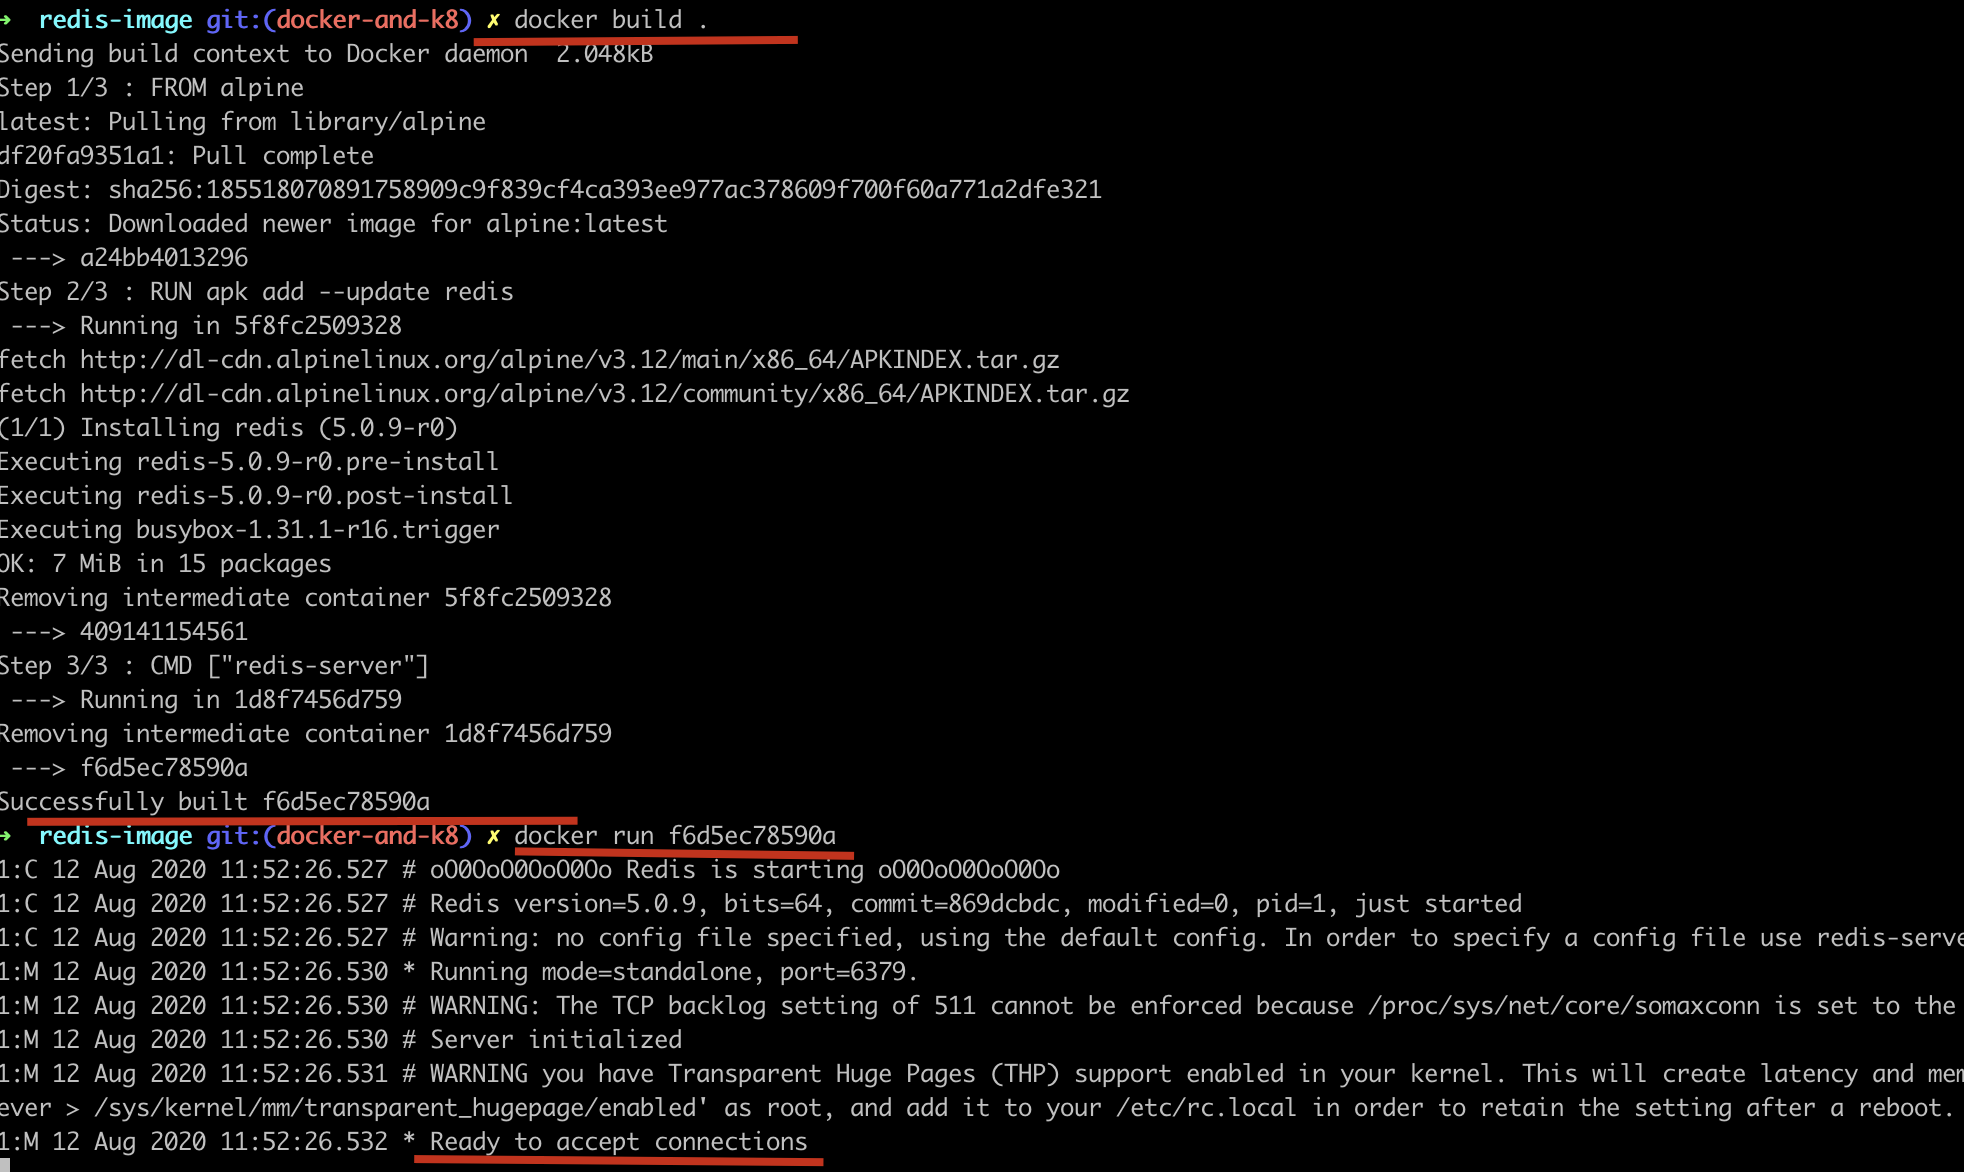 → redis-image git:(docker-and-k8) ✗ docker build .
Sending build context to Docker daemon  2.048kB
Step 1/3 : FROM alpine
latest: Pulling from library/alpine
df20fa9351a1: Pull complete
Digest: sha256:185518070891758909c9f839cf4ca393ee977ac378609f700f60a771a2dfe321
Status: Downloaded newer image for alpine:latest
 ---> a24bb4013296
Step 2/3 : RUN apk add --update redis
 ---> Running in 5f8fc2509328
fetch http://dl-cdn.alpinelinux.org/alpine/v3.12/main/x86_64/APKINDEX.tar.gz
fetch http://dl-cdn.alpinelinux.org/alpine/v3.12/community/x86_64/APKINDEX.tar.gz
(1/1) Installing redis (5.0.9-r0)
Executing redis-5.0.9-r0.pre-install
Executing redis-5.0.9-r0.post-install
Executing busybox-1.31.1-r16.trigger
OK: 7 MiB in 15 packages
Removing intermediate container 5f8fc2509328
 ---> 409141154561
Step 3/3 : CMD ["redis-server"]
 ---> Running in 1d8f7456d759
Removing intermediate container 1d8f7456d759
 ---> f6d5ec78590a
Successfully built f6d5ec78590a
→ redis-image git:(docker-and-k8) ✗ docker run f6d5ec78590a
1:C 12 Aug 2020 11:52:26.527 # oO0OoO0OoO0Oo Redis is starting oO0OoO0OoO0Oo
1:C 12 Aug 2020 11:52:26.527 # Redis version=5.0.9, bits=64, commit=869dcbdc, modified=0, pid=1, just started
1:C 12 Aug 2020 11:52:26.527 # Warning: no config file specified, using the default config. In order to specify a config file use redis-serve
1:M 12 Aug 2020 11:52:26.530 * Running mode=standalone, port=6379.
1:M 12 Aug 2020 11:52:26.530 # WARNING: The TCP backlog setting of 511 cannot be enforced because /proc/sys/net/core/somaxconn is set to the
1:M 12 Aug 2020 11:52:26.530 # Server initialized
1:M 12 Aug 2020 11:52:26.531 # WARNING you have Transparent Huge Pages (THP) support enabled in your kernel. This will create latency and mem
ever > /sys/kernel/mm/transparent_hugepage/enabled' as root, and add it to your /etc/rc.local in order to retain the setting after a reboot.
1:M 12 Aug 2020 11:52:26.532 * Ready to accept connections